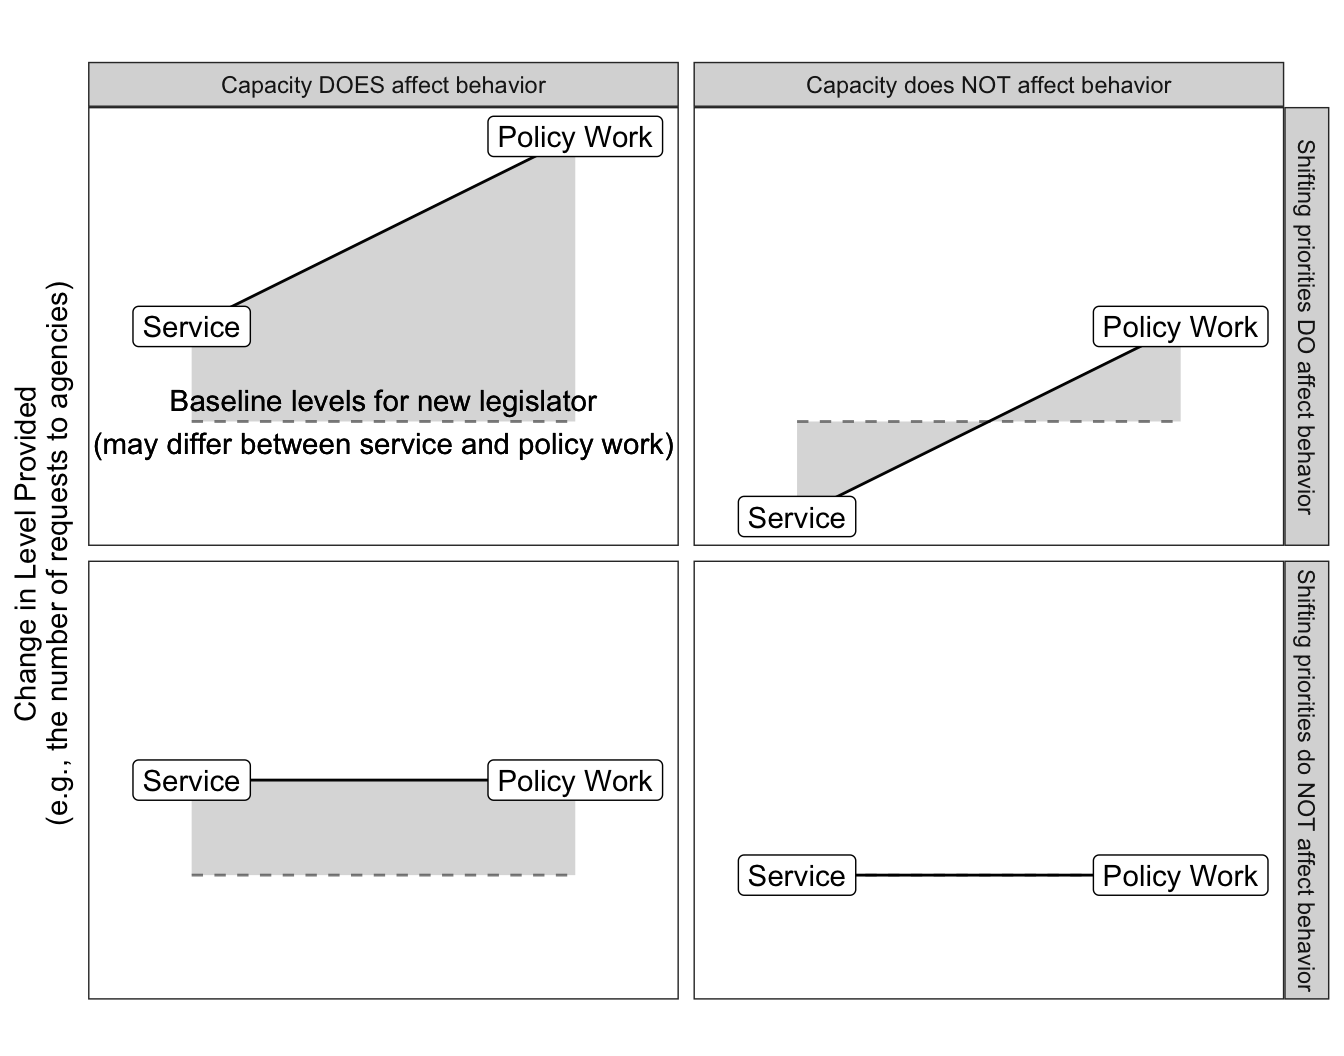 Capacity DOES affect behavior
Capacity does NOT affect behavior
Change in Level Provided
(e.g., the number of requests to agencies)
Policy Work
Service
Baseline levels for new legislator
(may differ between service and policy work)
Policy Work
Service
Shifting priorities DO affect behavior
Service
Policy Work
Service
Policy Work
Shifting priorities do NOT affect behavior